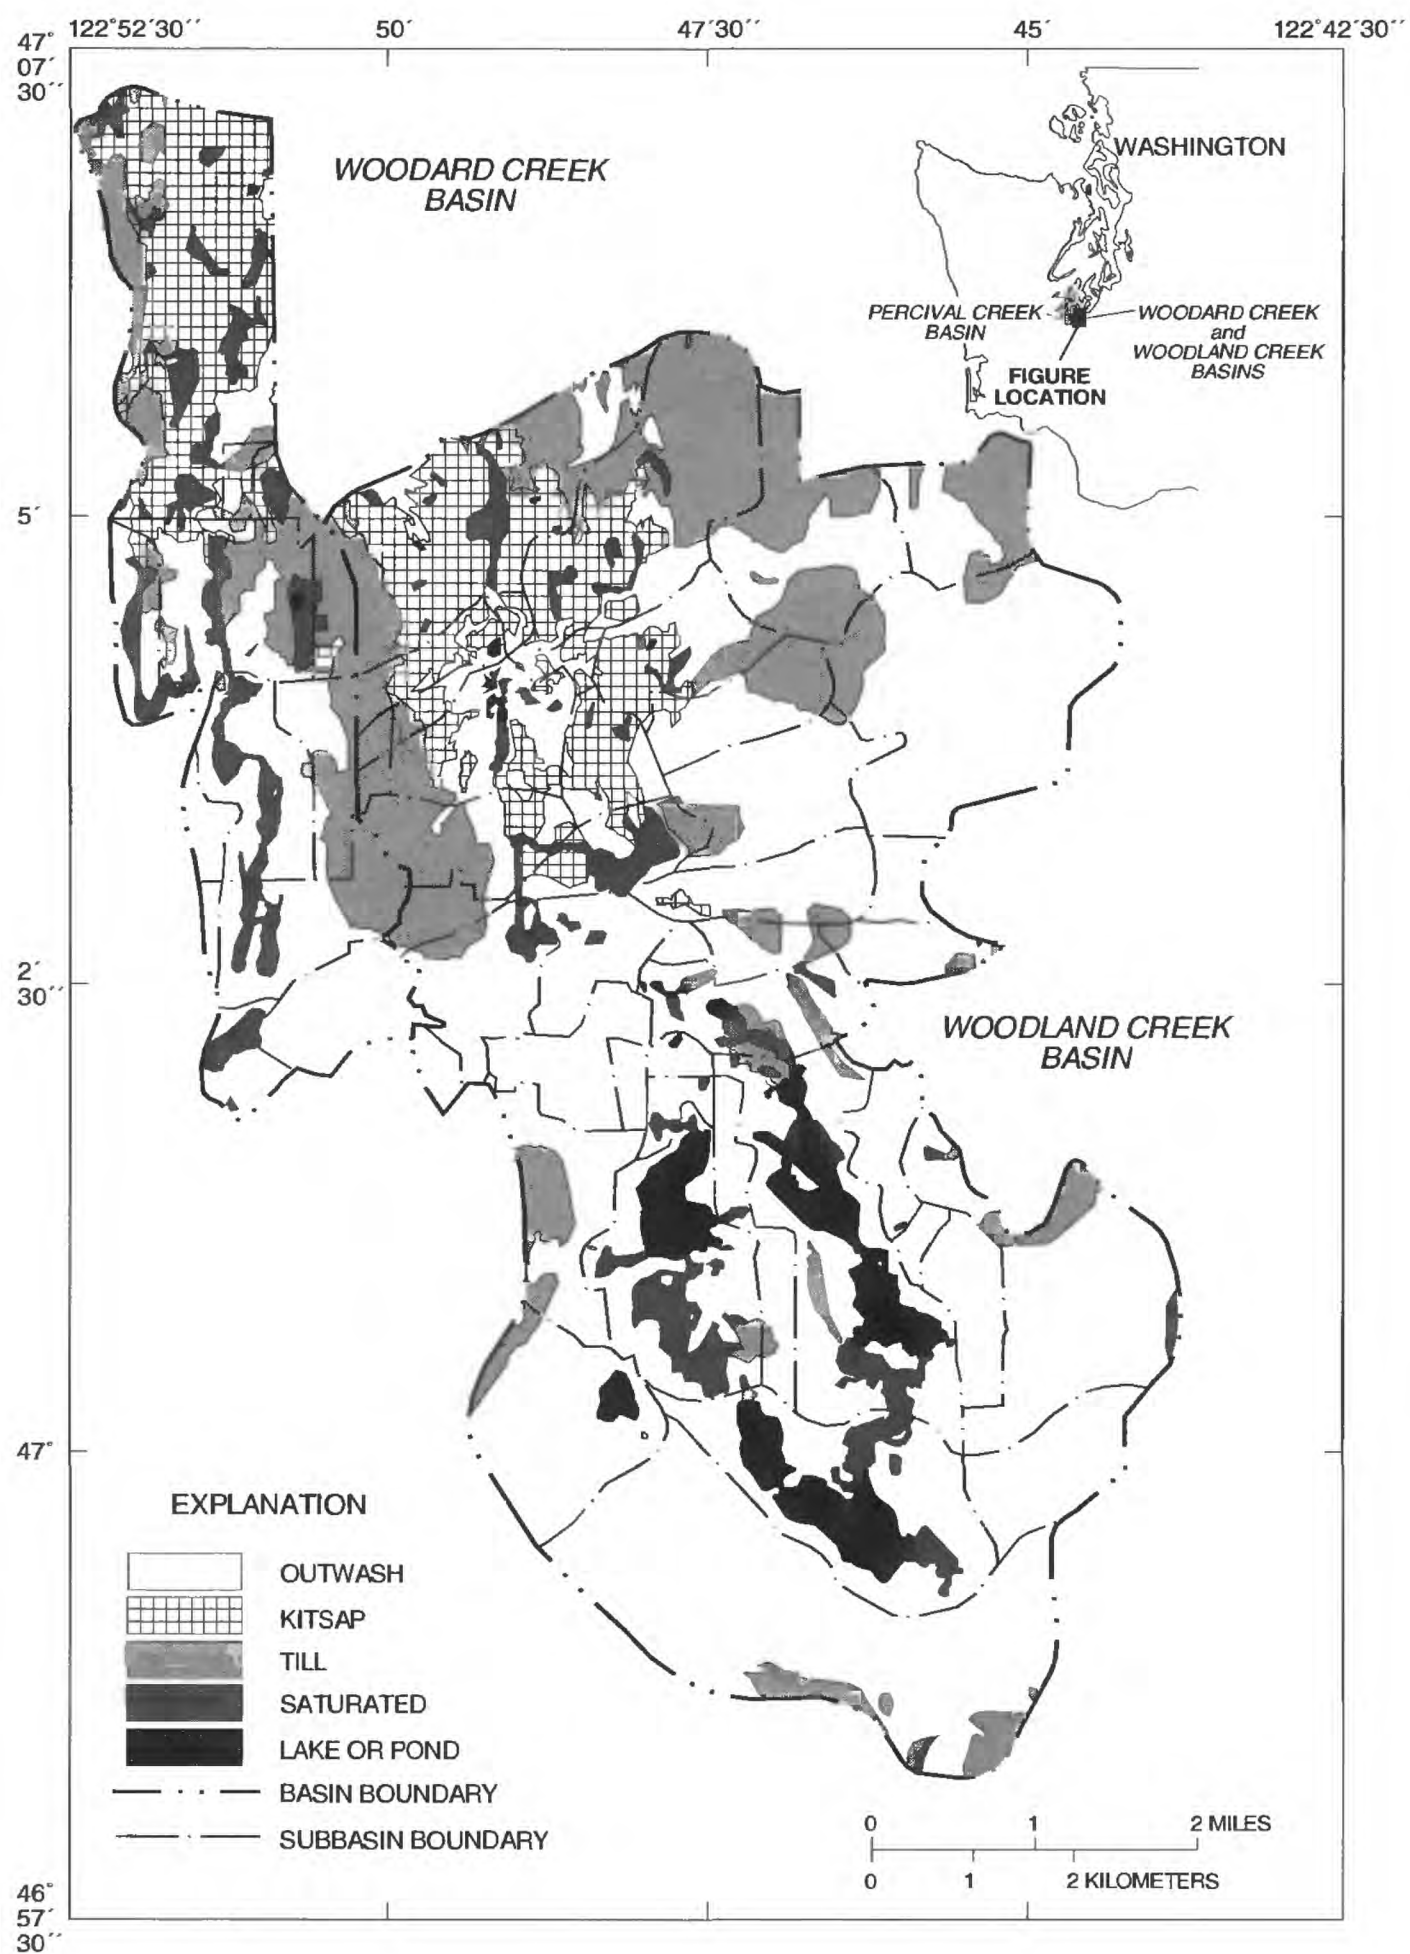 122°52´30´´
50´
47´30´´
45´
122°42´30´´
47°
07´
30´´
WOODARD CREEK
BASIN
WASHINGTON
PERCIVAL CREEK
BASIN
WOODARD CREEK
and
WOODLAND CREEK
BASINS
FIGURE
LOCATION
5´
2´
30´´
WOODLAND CREEK
BASIN
47°
EXPLANATION
OUTWASH
KITSAP
TILL
SATURATED
LAKE OR POND
BASIN BOUNDARY
SUBBASIN BOUNDARY
0 1 2 MILES
0 1 2 KILOMETERS
46°
57´
30´´